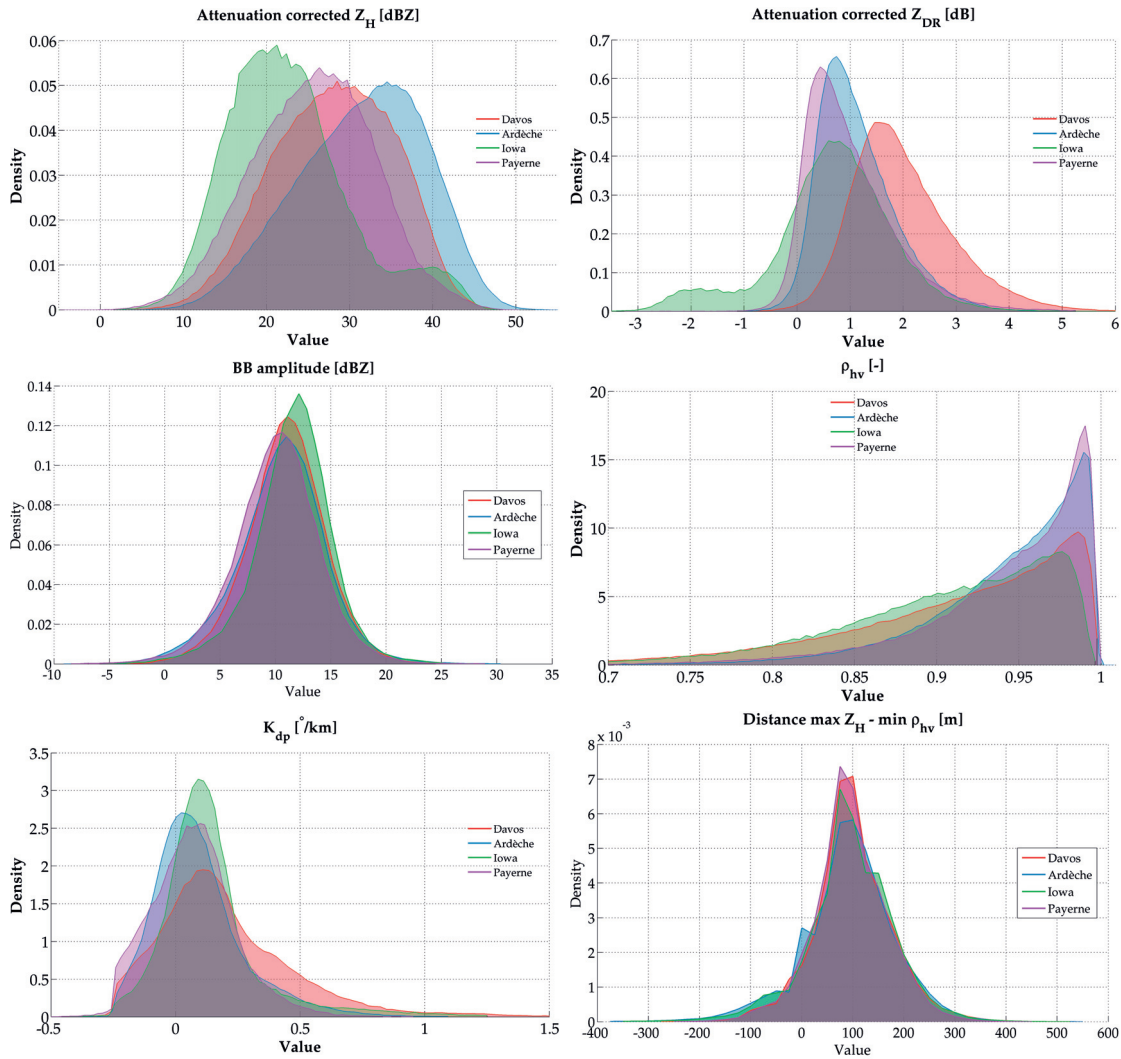 Attenuation corrected Z_H [dBZ]
Density
0.06
0.05
0.04
0.03
0.02
0.01
0
Davos
Ardèche
Iowa
Payerne
0 10 20 30 40 50
Value
Attenuation corrected Z_DR [dB]
Density
0.7
0.6
0.5
0.4
0.3
0.2
0.1
0
Davos
Ardèche
Iowa
Payerne
-3 -2 -1 0 1 2 3 4 5 6
Value
BB amplitude [dBZ]
Density
0.14
0.12
0.1
0.08
0.06
0.04
0.02
0
Davos
Ardèche
Iowa
Payerne
-10 -5 0 5 10 15 20 25 30 35
Value
ρ_hv [-]
Density
20
15
10
5
0
Davos
Ardèche
Iowa
Payerne
0.7 0.75 0.8 0.85 0.9 0.95 1
Value
K_dp [°/km]
Density
3.5
3
2.5
2
1.5
1
0.5
0
Davos
Ardèche
Iowa
Payerne
-0.5 0 0.5 1 1.5
Value
Distance max Z_H - min ρ_hv [m]
x 10⁻³
Density
8
7
6
5
4
3
2
1
0
Davos
Ardèche
Iowa
Payerne
-400 -300 -200 -100 0 100 200 300 400 500 600
Value